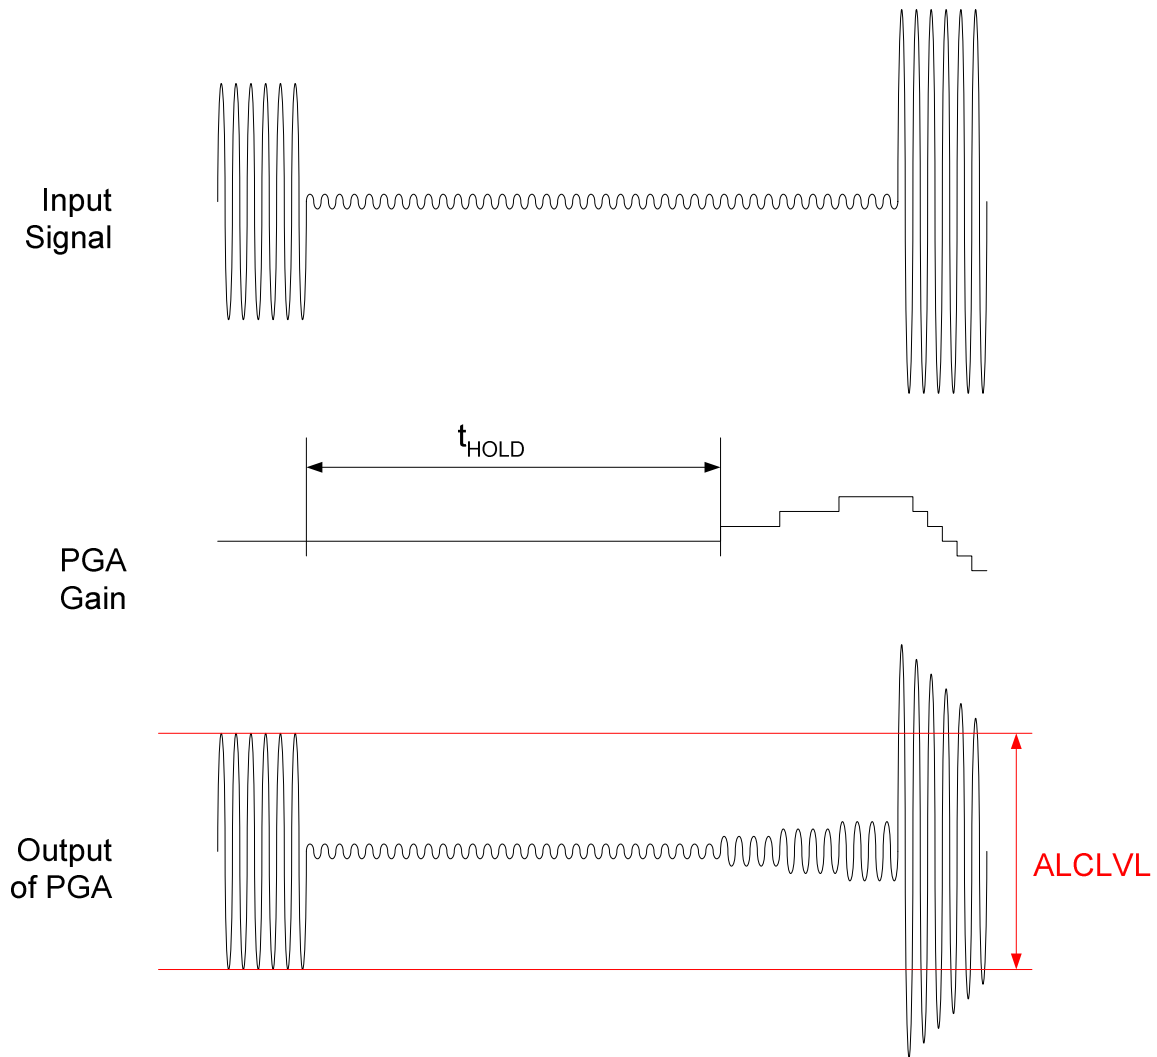 Input
Signal
tHOLD
PGA
Gain
Output
of PGA
ALCLVL